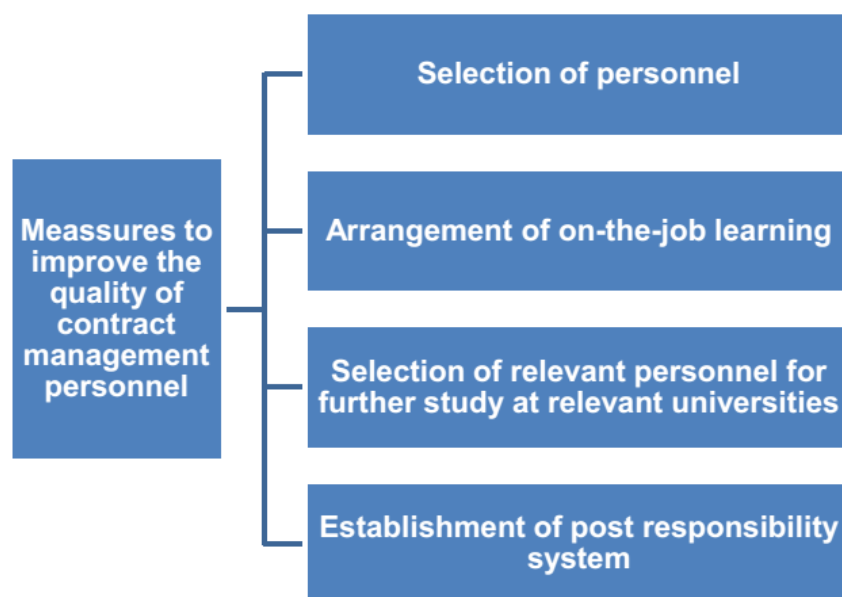 Selection of personnel
Meassures to
improve the
quality of
contract
management
personnel
Arrangement of on-the-job learning
Selection of relevant personnel for
further study at relevant universities
Establishment of post responsibility
system